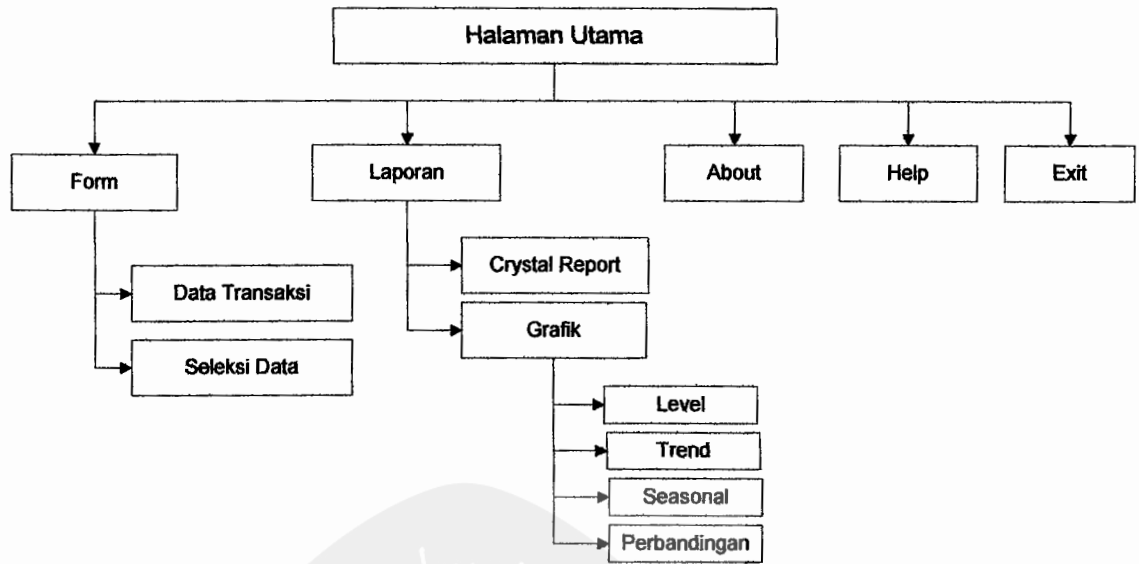 Halaman Utama
Form
Laporan
About
Help
Exit
Data Transaksi
Seleksi Data
Crystal Report
Grafik
Level
Trend
Seasonal
Perbandingan